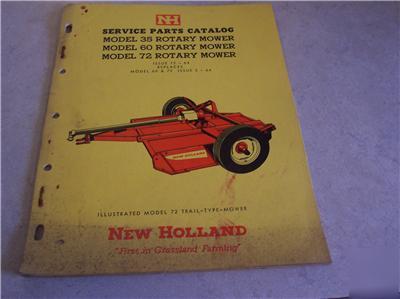 NH
SERVICE PARTS CATALOG
MODEL 35 ROTARY MOWER
MODEL 60 ROTARY MOWER
MODEL 72 ROTARY MOWER
REPLACES
NEW HOLLAND
ILLUSTRATED MODEL 72 TRAIL-TYPE-MOWER
NEW HOLLAND
"First in Grassland Farming"